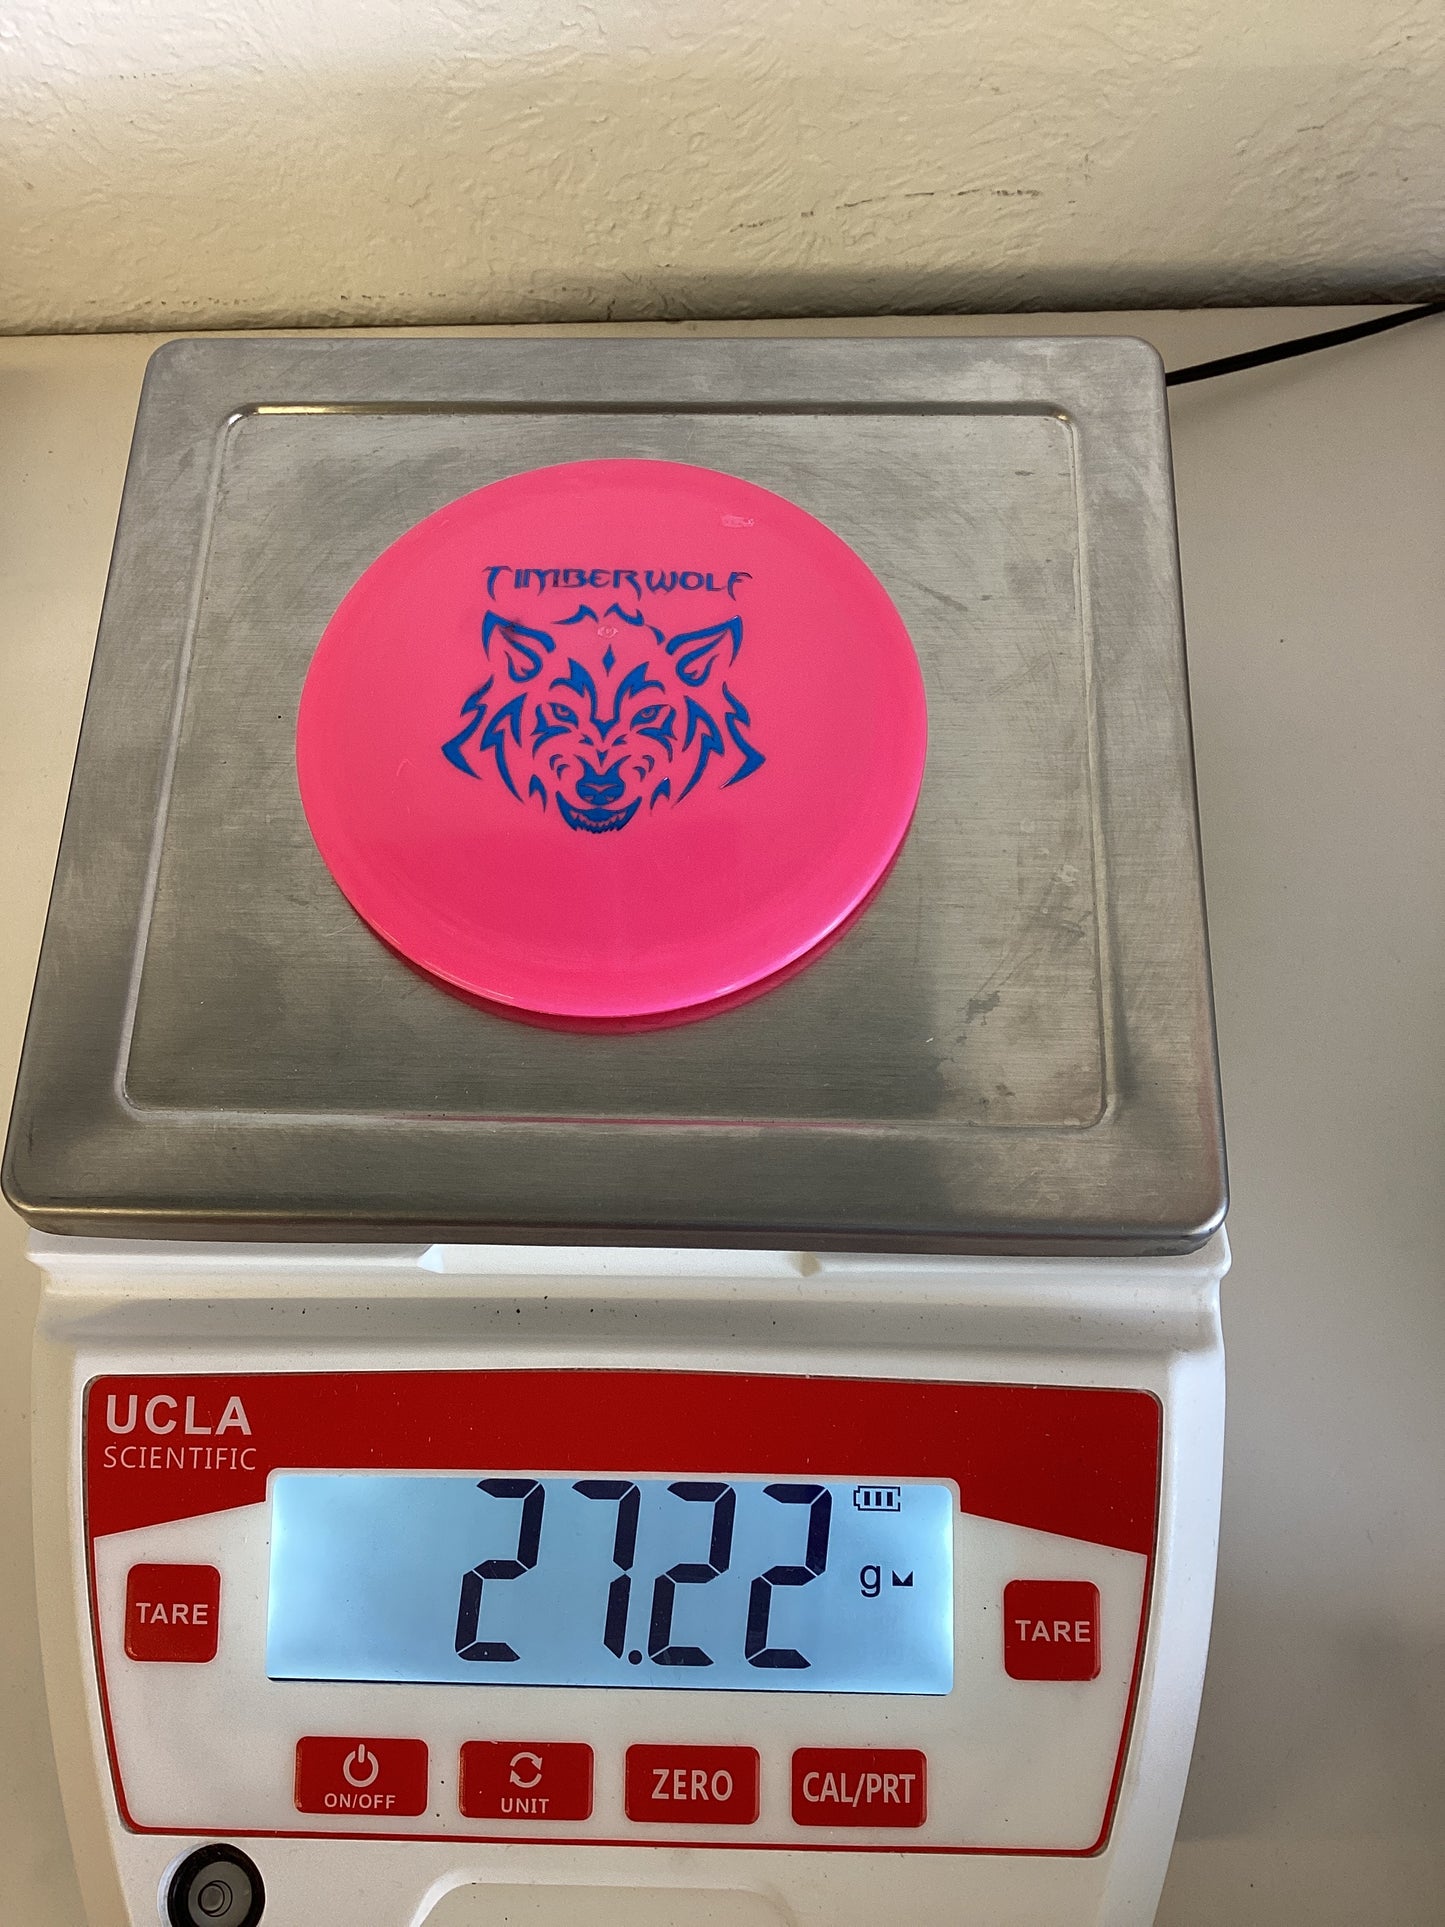 TIMBERWOLF
UCLA
SCIENTIFIC
27.22 g
TARE
TARE
ON/OFF
UNIT
ZERO
CAL/PRT